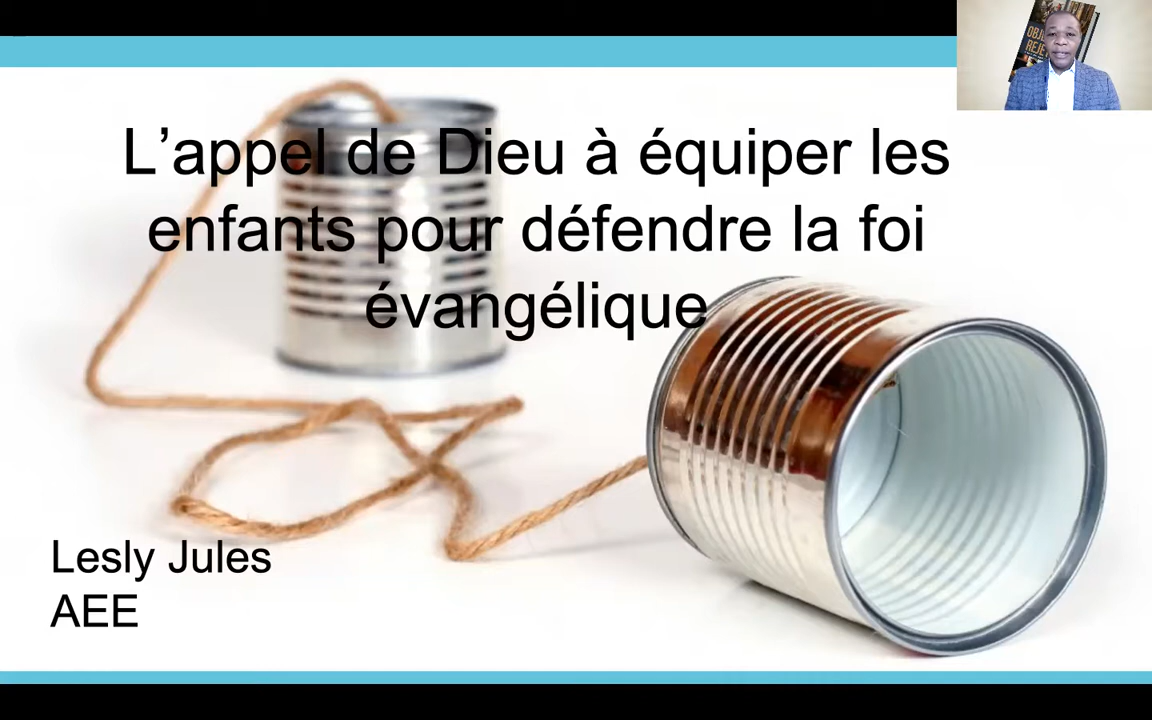 L’appel de Dieu à équiper les
enfants pour défendre la foi
évangélique
Lesly Jules
AEE